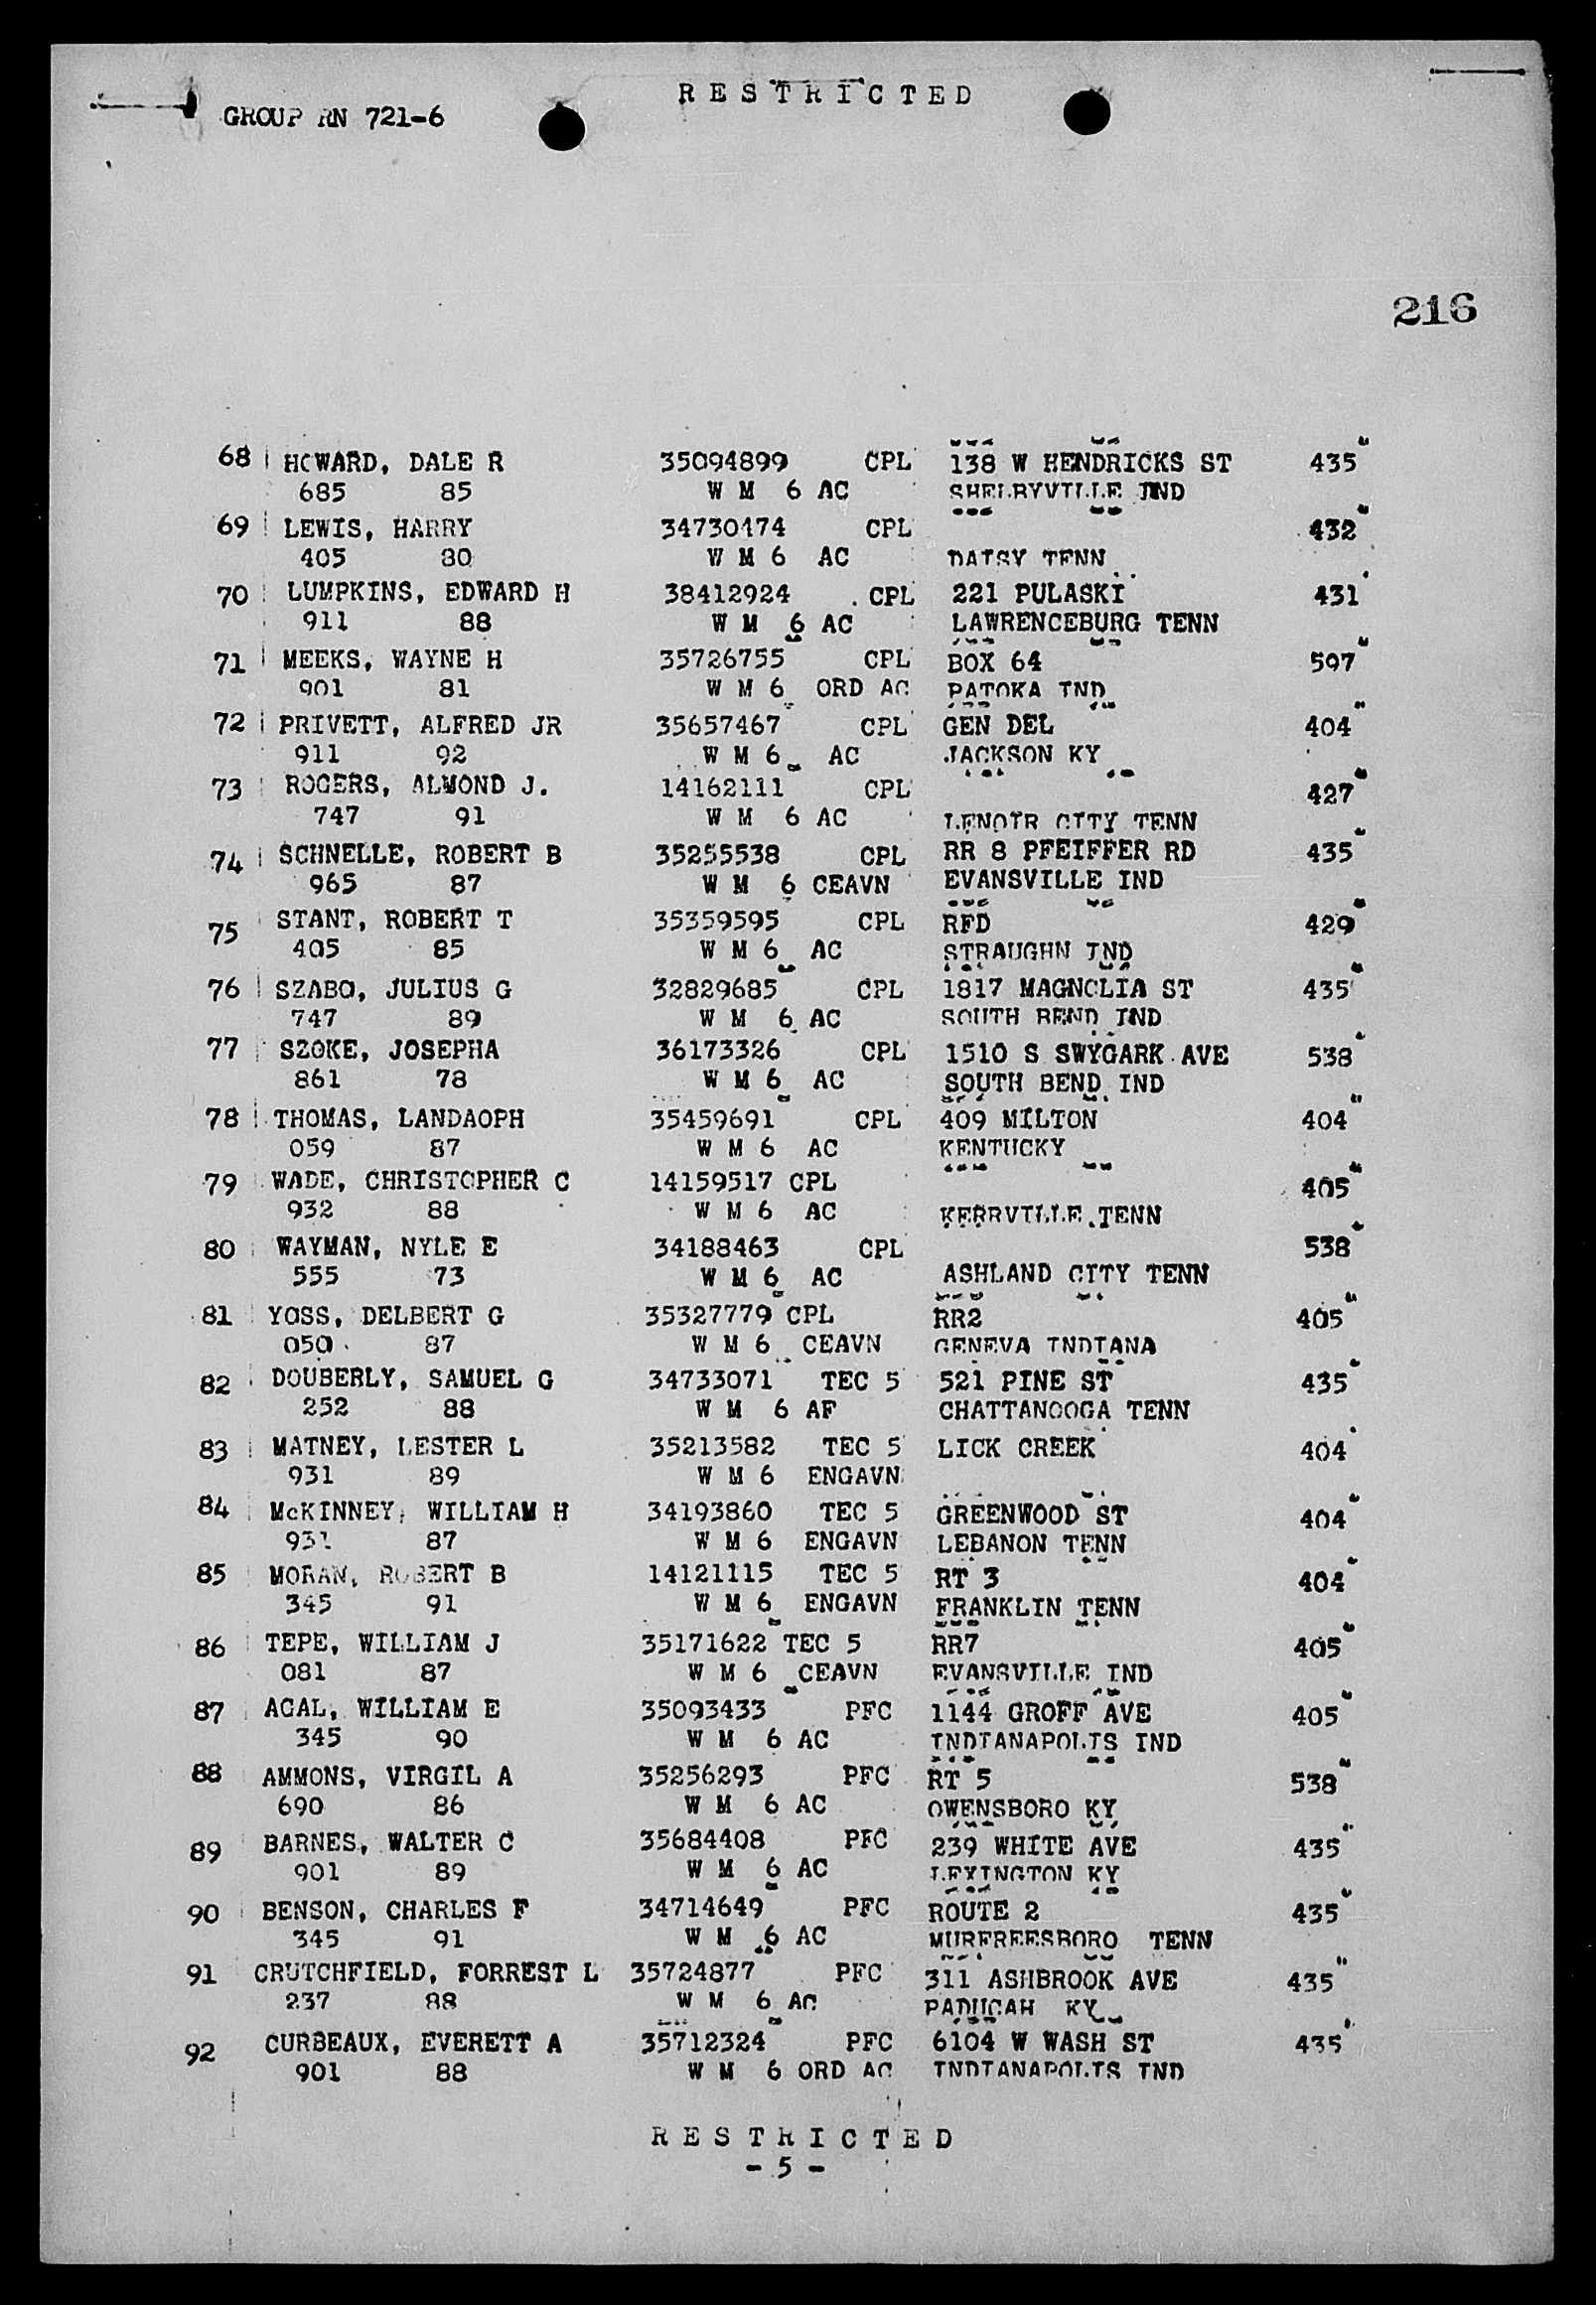 RESTRICTED
GROUP RN 721-6
216
68 HOWARD, DALE R 35094899 CPL 138 W HENDRICKS ST 435
685 85 W M 6 AC SHELBYVILLE IND
69 LEWIS, HARRY 34730474 CPL 432
405 80 W M 6 AC DAISY TENN
70 LUMPKINS, EDWARD H 38412924 CPL 221 PULASKI 431
911 88 W M 6 AC LAWRENCEBURG TENN
71 MEEKS, WAYNE H 35726755 CPL BOX 64 597
901 81 W M 6 ORD AC PATOKA IND
72 PRIVETT, ALFRED JR 35657467 CPL GEN DEL 404
911 92 W M 6 AC JACKSON KY
73 ROGERS, ALMOND J. 14162111 CPL 427
747 91 W M 6 AC LENOIR CITY TENN
74 SCHNELLE, ROBERT B 35255538 CPL RR 8 PFEIFFER RD 435
965 87 W M 6 CEAVN EVANSVILLE IND
75 STANT, ROBERT T 35359595 CPL RFD 429
405 85 W M 6 AC STRAUGHN IND
76 SZABO, JULIUS G 32829685 CPL 1817 MAGNOLIA ST 435
747 89 W M 6 AC SOUTH BEND IND
77 SZOKE, JOSEPHA 36173326 CPL 1510 S SWYGARK AVE 538
861 78 W M 6 AC SOUTH BEND IND
78 THOMAS, LANDAOPH 35459691 CPL 409 MILTON 404
059 87 W M 6 AC KENTUCKY
79 WADE, CHRISTOPHER C 14159517 CPL 405
932 88 W M 6 AC KERRVILLE TENN
80 WAYMAN, NYLE E 34188463 CPL 538
555 73 W M 6 AC ASHLAND CITY TENN
81 YOSS, DELBERT G 35327779 CPL RR2 405
050 87 W M 6 CEAVN GENEVA INDIANA
82 DOUBERLY, SAMUEL G 34733071 TEC 5 521 PINE ST 435
252 88 W M 6 AF CHATTANOOGA TENN
83 MATNEY, LESTER L 35213582 TEC 5 LICK CREEK 404
931 89 W M 6 ENGAVN
84 McKINNEY, WILLIAM H 34193860 TEC 5 GREENWOOD ST 404
931 87 W M 6 ENGAVN LEBANON TENN
85 MORAN, ROBERT B 14121115 TEC 5 RT 3 404
345 91 W M 6 ENGAVN FRANKLIN TENN
86 TEPE, WILLIAM J 35171622 TEC 5 RR7 405
081 87 W M 6 CEAVN EVANSVILLE IND
87 AGAL, WILLIAM E 35093433 PFC 1144 GROFF AVE 405
345 90 W M 6 AC INDIANAPOLIS IND
88 AMMONS, VIRGIL A 35256293 PFC RT 5 538
690 86 W M 6 AC OWENSBORO KY
89 BARNES, WALTER C 35684408 PFC 239 WHITE AVE 435
901 89 W M 6 AC LEXINGTON KY
90 BENSON, CHARLES F 34714649 PFC ROUTE 2 435
345 91 W M 6 AC MURFREESBORO TENN
91 CRUTCHFIELD, FORREST L 35724877 PFC 311 ASHBROOK AVE 435
237 88 W M 6 AC PADUCAH KY
92 CURBEAUX, EVERETT A 35712324 PFC 6104 W WASH ST 435
901 88 W M 6 ORD AC INDIANAPOLIS IND
RESTRICTED
- 5 -